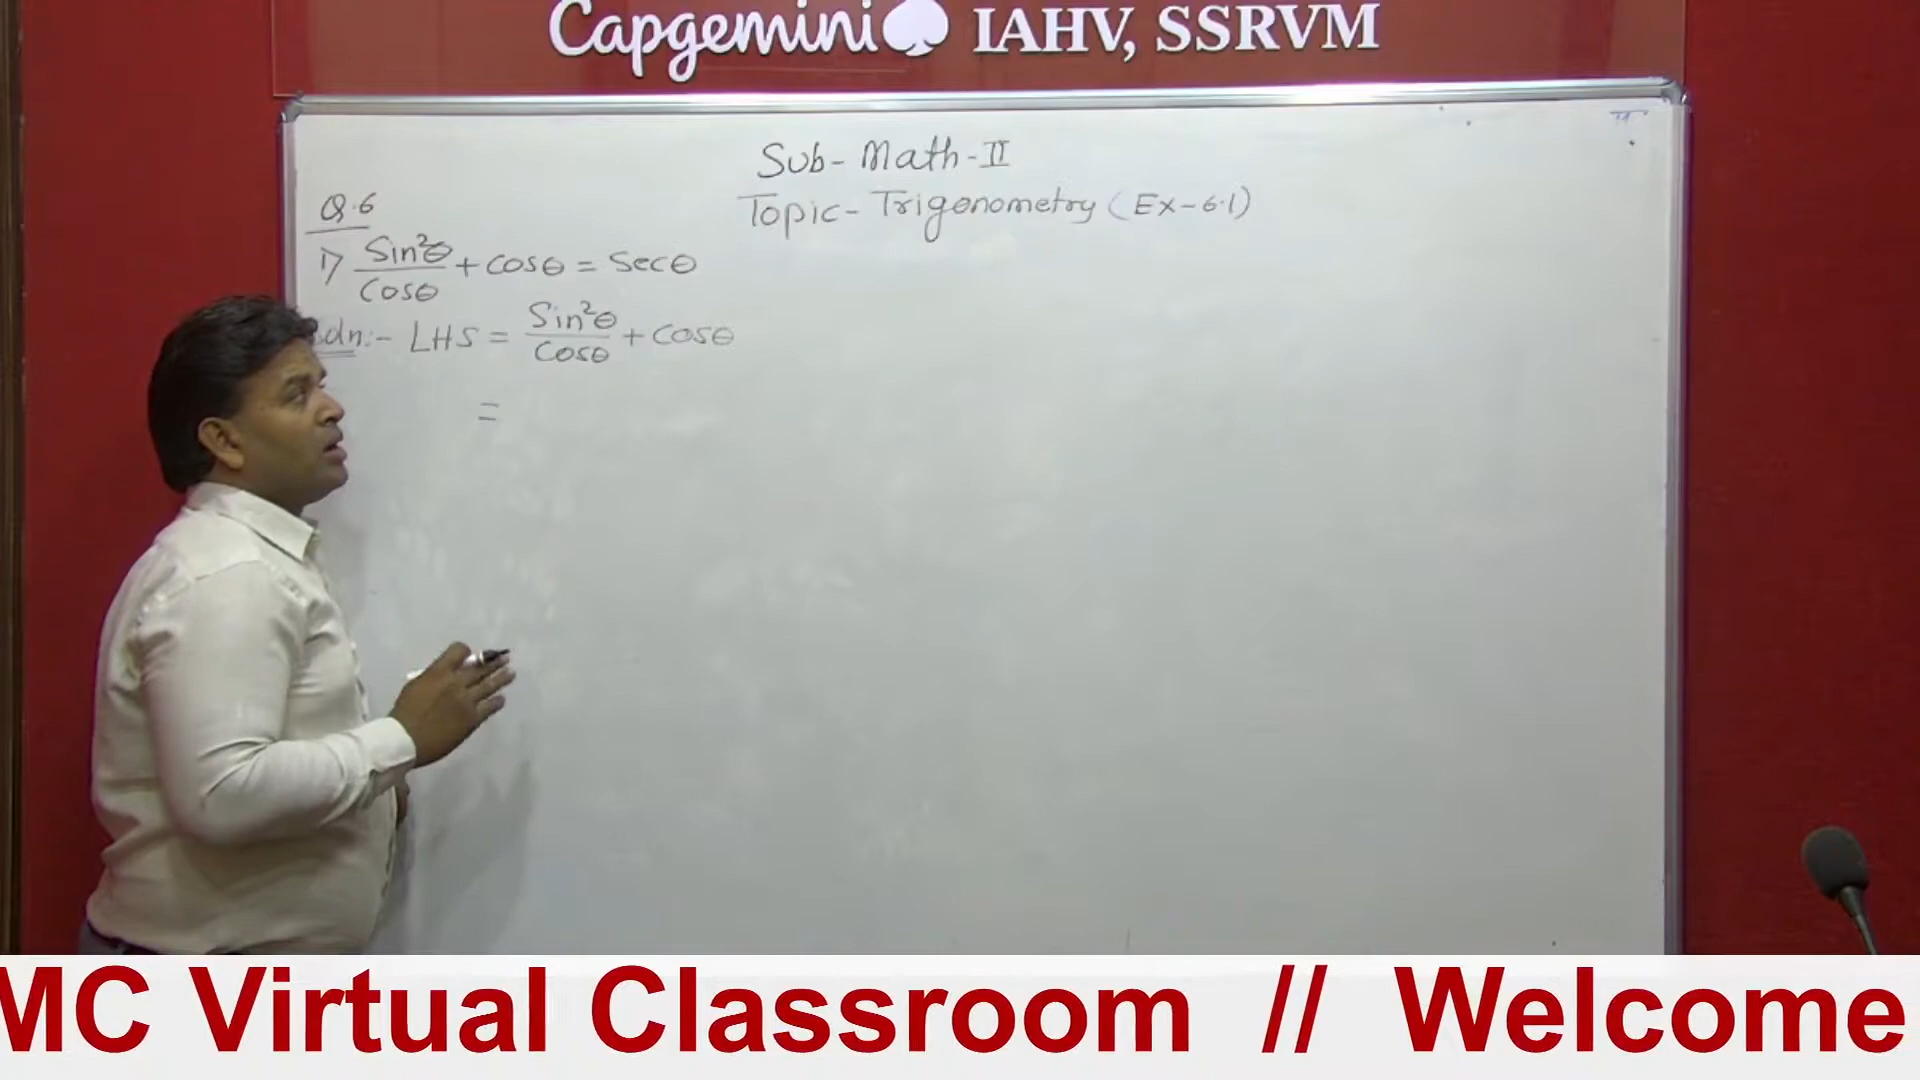 Capgemini IAHV, SSRVM
Sub- Math-II
Topic- Trigonometry (Ex-6.1)
Q.6
1) Sin²θ/Cosθ + cosθ = Secθ
:- LHS = Sin²θ/Cosθ + cosθ
=
MC Virtual Classroom // Welcome